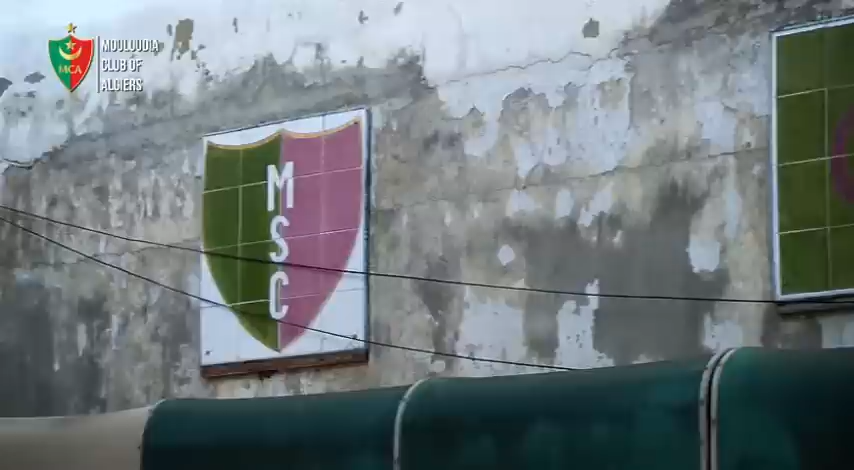 MCA
MOULOUDIA
CLUB OF
ALGIERS
M
S
C